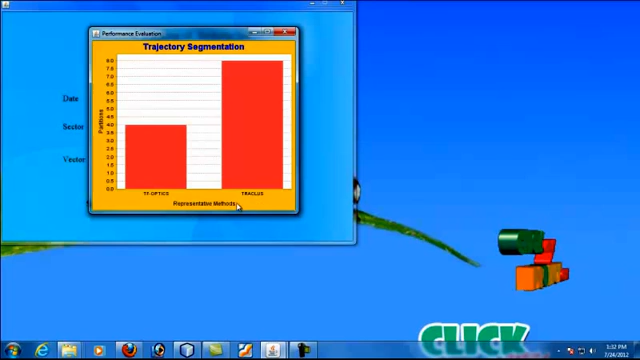 Performance Evaluation
Trajectory Segmentation
8.0
7.5
7.0
6.5
6.0
5.5
5.0
4.5
4.0
3.5
3.0
2.5
2.0
1.5
1.0
0.5
0.0
Partitions
TF-OPTICS
TRACLUS
Representative Methods
Date
Sector
Vector
CLICK
1:32 PM
7/24/2012